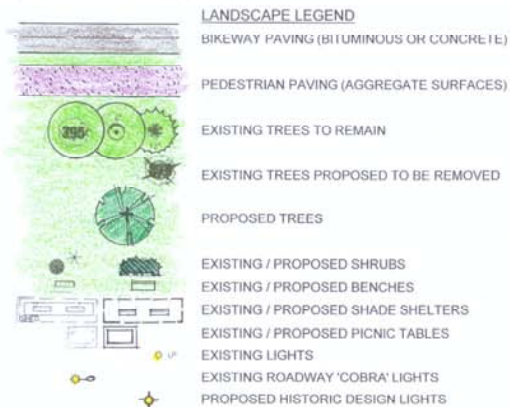 LANDSCAPE LEGEND
BIKEWAY PAVING (BITUMINOUS OR CONCRETE)
PEDESTRIAN PAVING (AGGREGATE SURFACES)
395
EXISTING TREES TO REMAIN
EXISTING TREES PROPOSED TO BE REMOVED
PROPOSED TREES
EXISTING / PROPOSED SHRUBS
EXISTING / PROPOSED BENCHES
EXISTING / PROPOSED SHADE SHELTERS
EXISTING / PROPOSED PICNIC TABLES
LP
EXISTING LIGHTS
EXISTING ROADWAY 'COBRA' LIGHTS
PROPOSED HISTORIC DESIGN LIGHTS